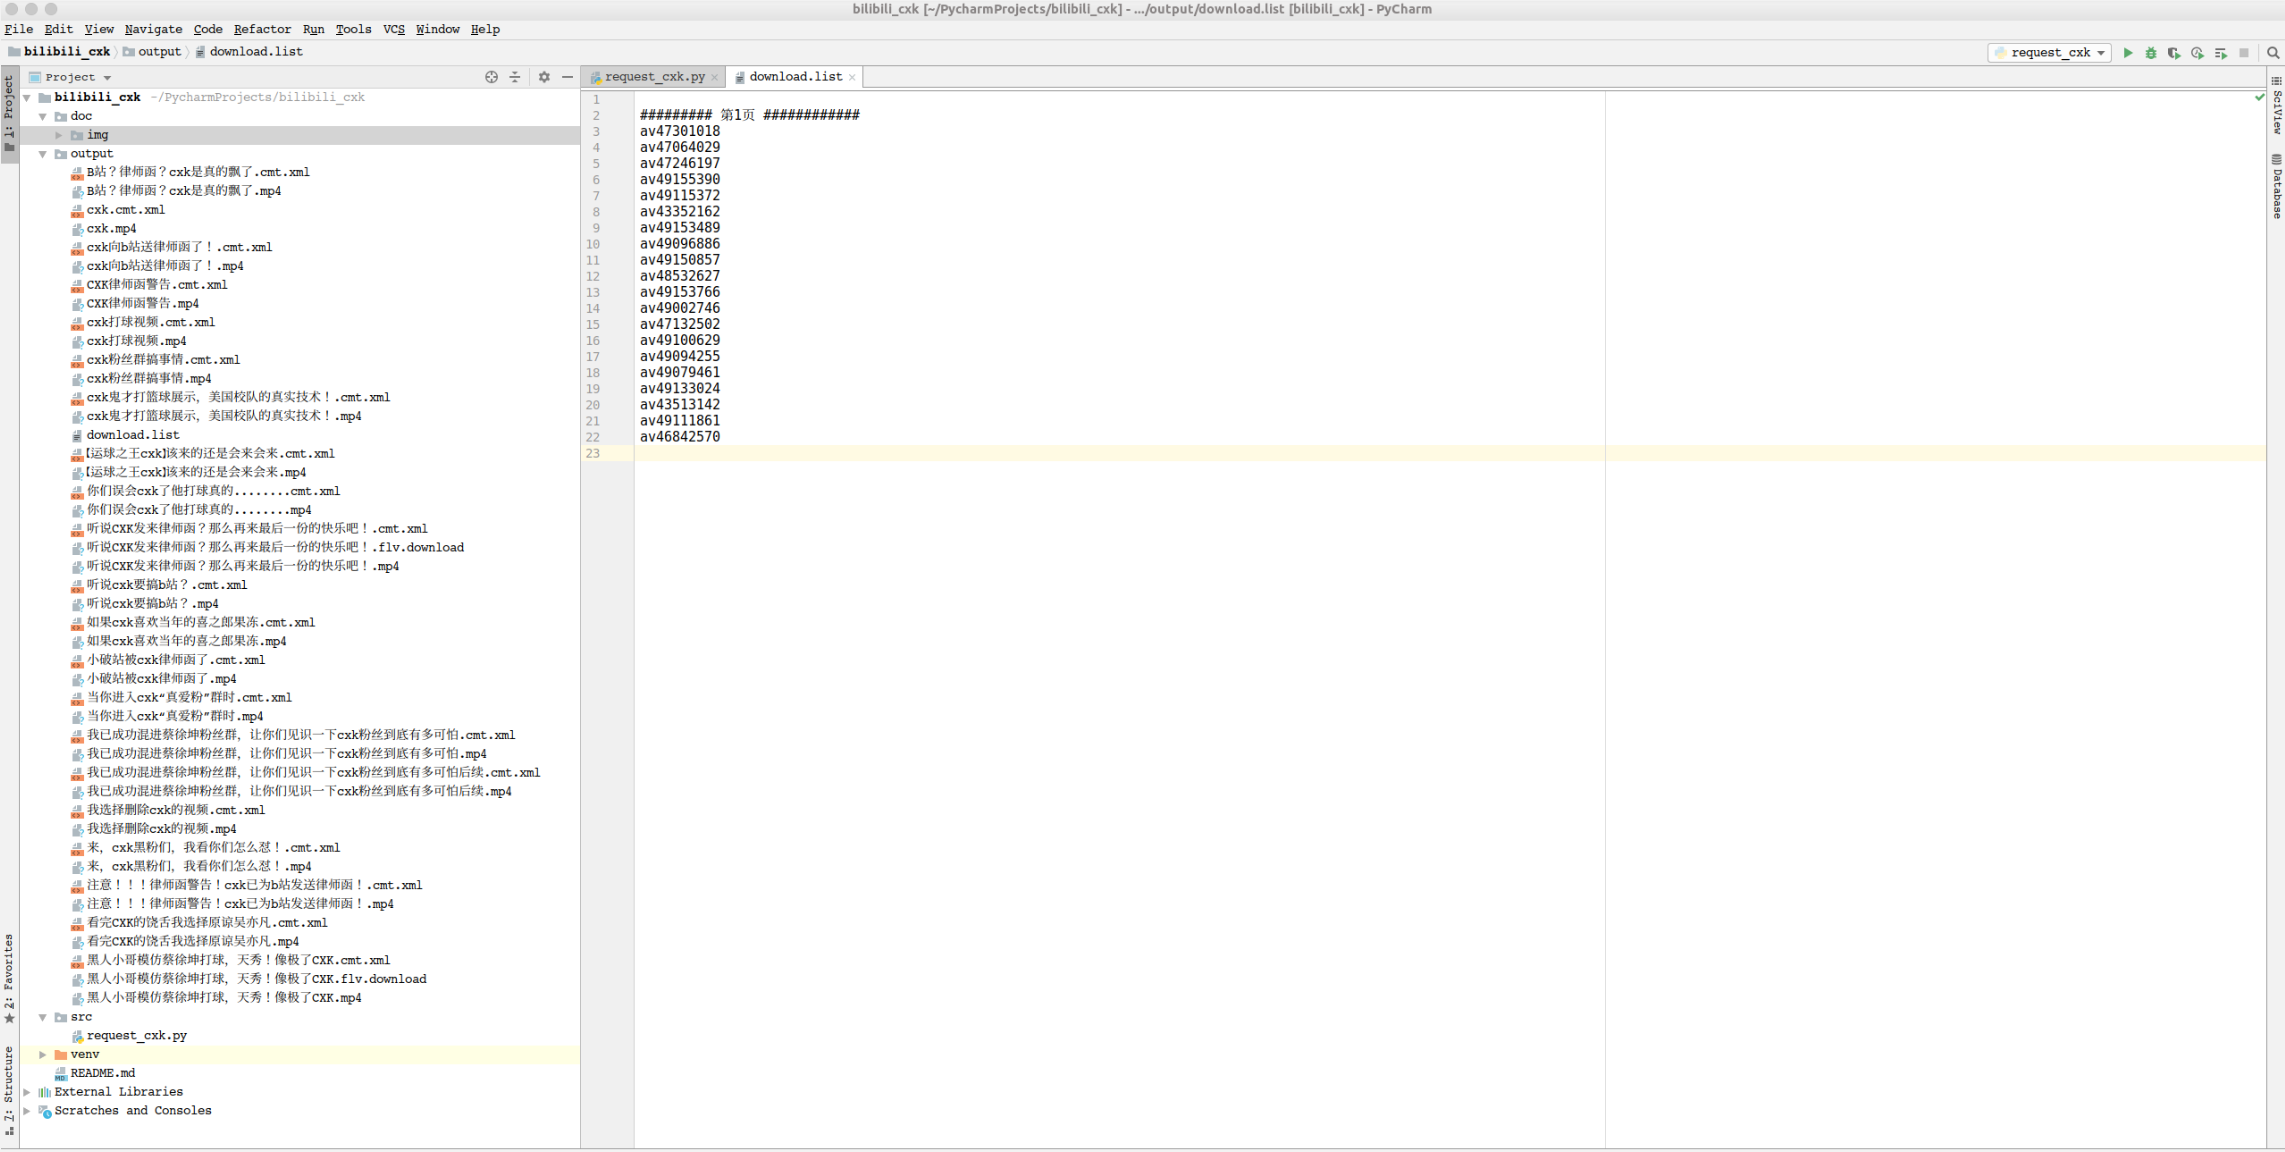 bilibili_cxk [~/PycharmProjects/bilibili_cxk] - .../output/download.list [bilibili_cxk] - PyCharm
File Edit View Navigate Code Refactor Run Tools VCS Window Help
bilibili_cxk output download.list
request_cxk
Project
request_cxk.py
download.list
1: Project
2: Favorites
7: Structure
SciView
Database
bilibili_cxk ~/PycharmProjects/bilibili_cxk
doc
img
output
B站？律师函？cxk是真的飘了.cmt.xml
B站？律师函？cxk是真的飘了.mp4
cxk.cmt.xml
cxk.mp4
cxk向b站送律师函了！.cmt.xml
cxk向b站送律师函了！.mp4
CXK律师函警告.cmt.xml
CXK律师函警告.mp4
cxk打球视频.cmt.xml
cxk打球视频.mp4
cxk粉丝群搞事情.cmt.xml
cxk粉丝群搞事情.mp4
cxk鬼才打篮球展示，美国校队的真实技术！.cmt.xml
cxk鬼才打篮球展示，美国校队的真实技术！.mp4
download.list
【运球之王cxk】该来的还是会来会来.cmt.xml
【运球之王cxk】该来的还是会来会来.mp4
你们误会cxk了他打球真的........cmt.xml
你们误会cxk了他打球真的........mp4
听说CXK发来律师函？那么再来最后一份的快乐吧！.cmt.xml
听说CXK发来律师函？那么再来最后一份的快乐吧！.flv.download
听说CXK发来律师函？那么再来最后一份的快乐吧！.mp4
听说cxk要搞b站？.cmt.xml
听说cxk要搞b站？.mp4
如果cxk喜欢当年的喜之郎果冻.cmt.xml
如果cxk喜欢当年的喜之郎果冻.mp4
小破站被cxk律师函了.cmt.xml
小破站被cxk律师函了.mp4
当你进入cxk“真爱粉”群时.cmt.xml
当你进入cxk“真爱粉”群时.mp4
我已成功混进蔡徐坤粉丝群，让你们见识一下cxk粉丝到底有多可怕.cmt.xml
我已成功混进蔡徐坤粉丝群，让你们见识一下cxk粉丝到底有多可怕.mp4
我已成功混进蔡徐坤粉丝群，让你们见识一下cxk粉丝到底有多可怕后续.cmt.xml
我已成功混进蔡徐坤粉丝群，让你们见识一下cxk粉丝到底有多可怕后续.mp4
我选择删除cxk的视频.cmt.xml
我选择删除cxk的视频.mp4
来，cxk黑粉们，我看你们怎么怼！.cmt.xml
来，cxk黑粉们，我看你们怎么怼！.mp4
注意！！！律师函警告！cxk已为b站发送律师函！.cmt.xml
注意！！！律师函警告！cxk已为b站发送律师函！.mp4
看完CXK的饶舌我选择原谅吴亦凡.cmt.xml
看完CXK的饶舌我选择原谅吴亦凡.mp4
黑人小哥模仿蔡徐坤打球，天秀！像极了CXK.cmt.xml
黑人小哥模仿蔡徐坤打球，天秀！像极了CXK.flv.download
黑人小哥模仿蔡徐坤打球，天秀！像极了CXK.mp4
src
request_cxk.py
venv
README.md
External Libraries
Scratches and Consoles
1
2 ######### 第1页 ############
3 av47301018
4 av47064029
5 av47246197
6 av49155390
7 av49115372
8 av43352162
9 av49153489
10 av49096886
11 av49150857
12 av48532627
13 av49153766
14 av49002746
15 av47132502
16 av49100629
17 av49094255
18 av49079461
19 av49133024
20 av43513142
21 av49111861
22 av46842570
23